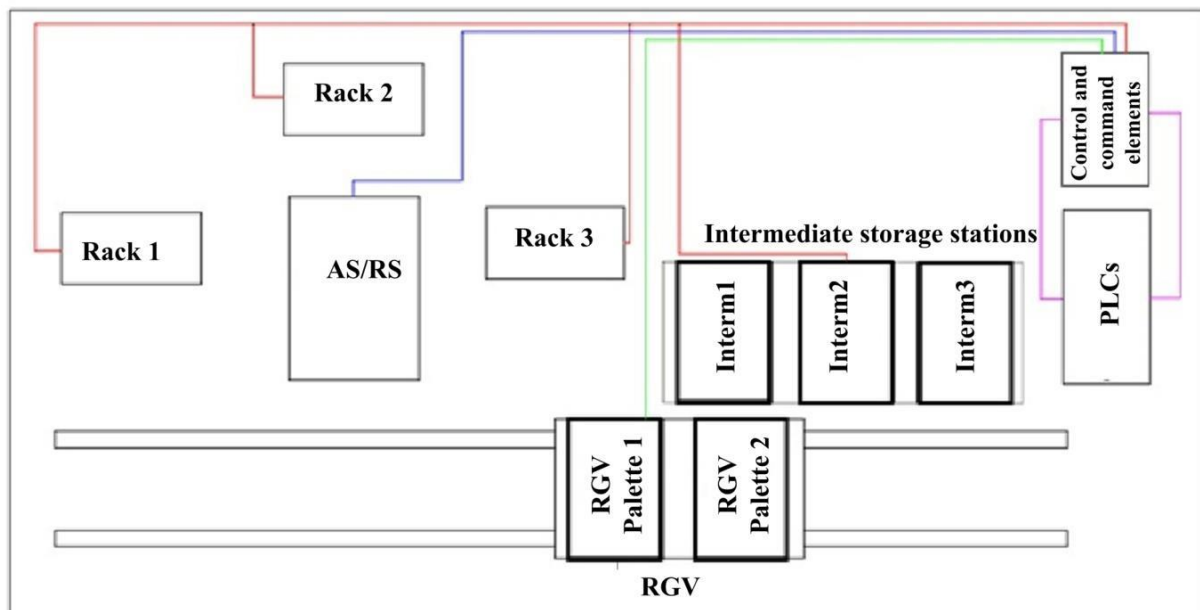 Rack 2
Control and
command
elements
Rack 1
AS/RS
Rack 3
Intermediate storage stations
Interm1
Interm2
Interm3
PLCs
RGV
Palette 1
RGV
Palette 2
RGV